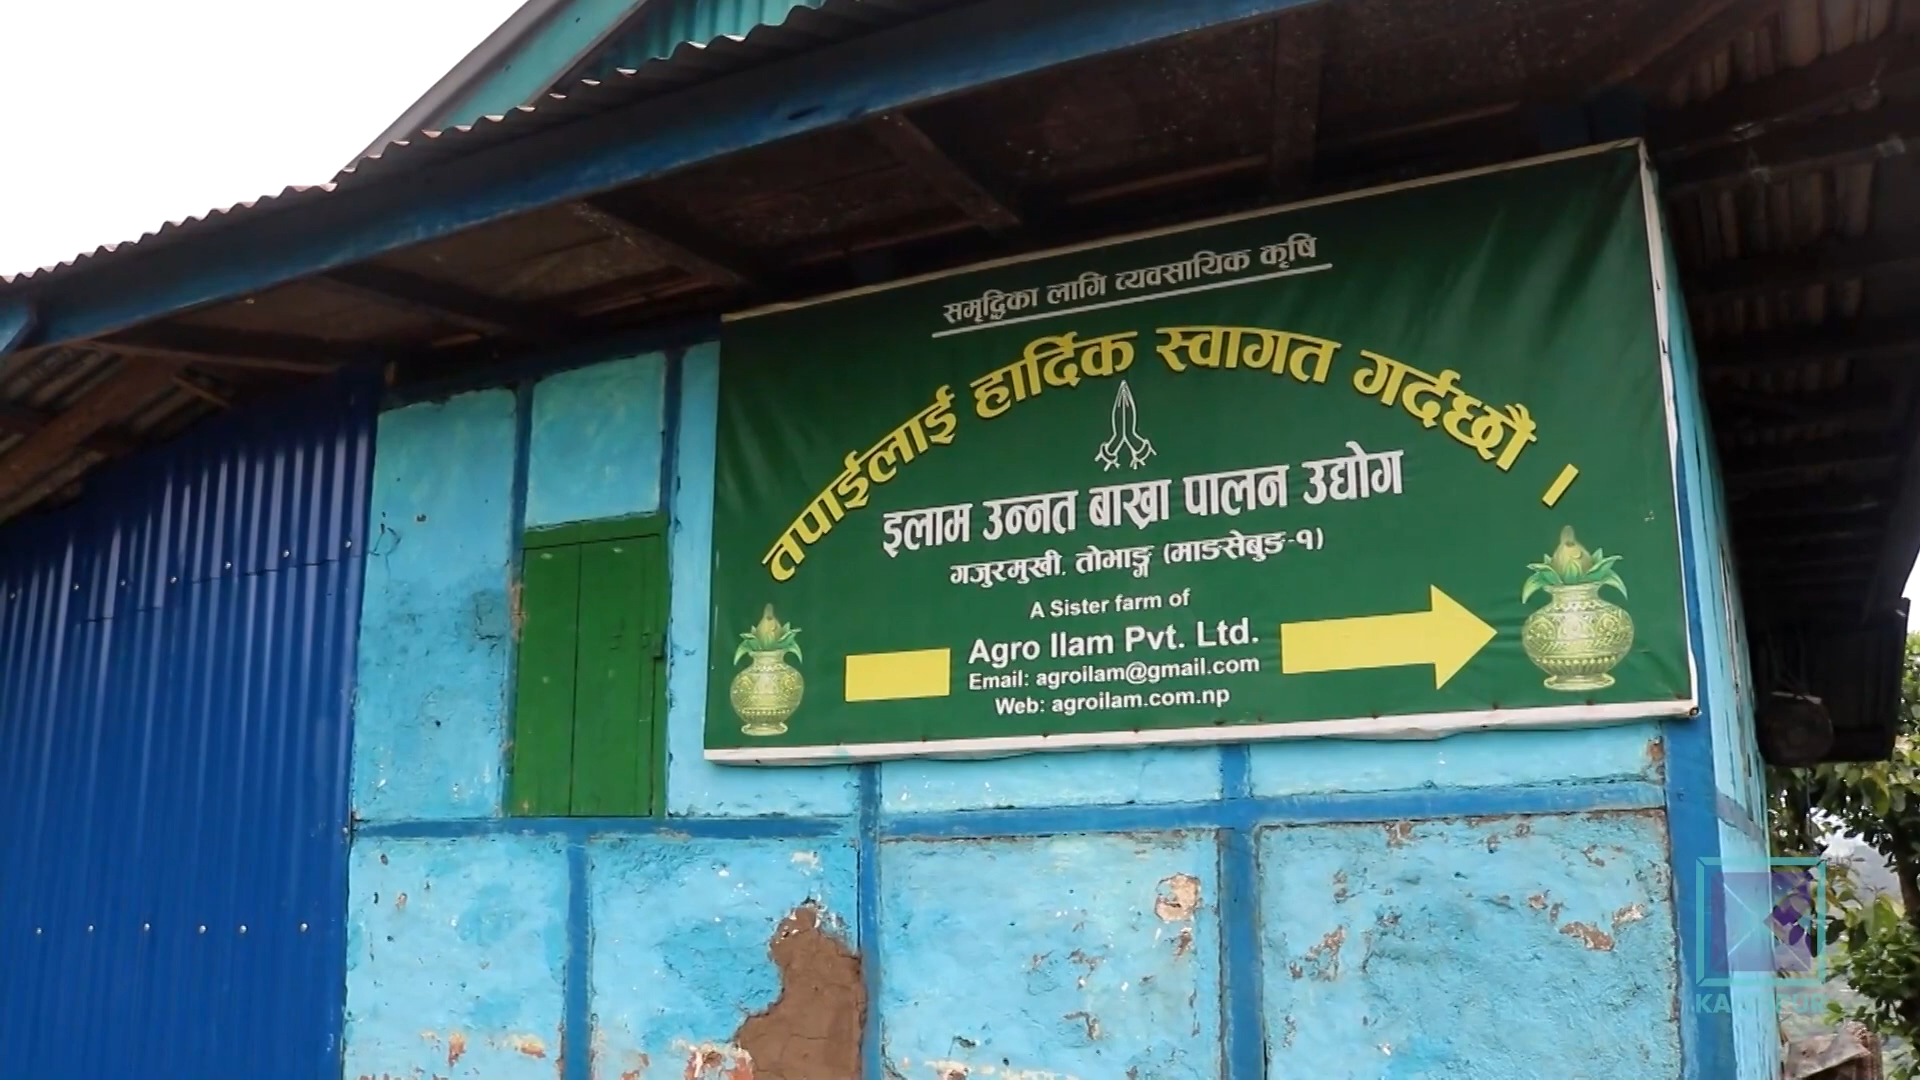 समृद्धिका लागि व्यवसायिक कृषि
तपाईलाई हार्दिक स्वागत गर्दछौं ।
इलाम उन्नत बाख्रा पालन उद्योग
गजुरमुखी, तोभाङ्ग (माङसेबुङ-१)
A Sister farm of
Agro Ilam Pvt. Ltd.
Email: agroilam@gmail.com
Web: agroilam.com.np